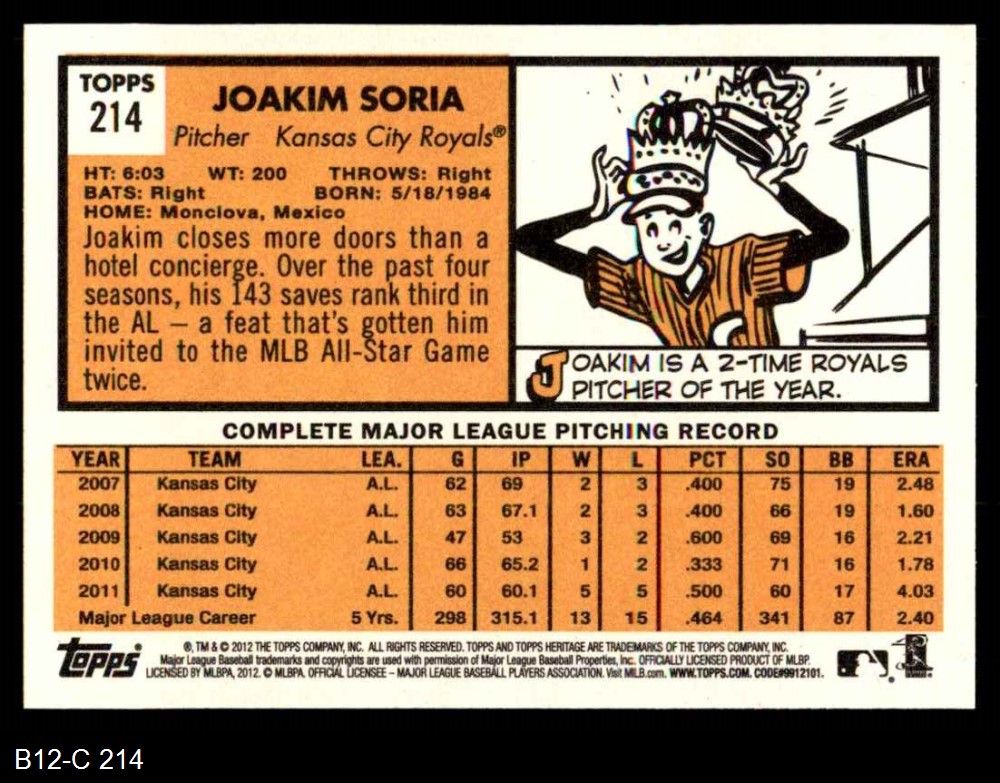 TOPPS
214
JOAKIM SORIA
Pitcher Kansas City Royals®
HT: 6:03 WT: 200 THROWS: Right
BATS: Right BORN: 5/18/1984
HOME: Monclova, Mexico
Joakim closes more doors than a
hotel concierge. Over the past four
seasons, his 143 saves rank third in
the AL – a feat that's gotten him
invited to the MLB All-Star Game
twice.
JOAKIM IS A 2-TIME ROYALS
PITCHER OF THE YEAR.
COMPLETE MAJOR LEAGUE PITCHING RECORD
YEAR TEAM LEA. G IP W L PCT SO BB ERA
2007 Kansas City A.L. 62 69 2 3 .400 75 19 2.48
2008 Kansas City A.L. 63 67.1 2 3 .400 66 19 1.60
2009 Kansas City A.L. 47 53 3 2 .600 69 16 2.21
2010 Kansas City A.L. 66 65.2 1 2 .333 71 16 1.78
2011 Kansas City A.L. 60 60.1 5 5 .500 60 17 4.03
Major League Career 5 Yrs. 298 315.1 13 15 .464 341 87 2.40
topps
®, TM & © 2012 THE TOPPS COMPANY, INC. ALL RIGHTS RESERVED. TOPPS AND TOPPS HERITAGE ARE TRADEMARKS OF THE TOPPS COMPANY, INC.
Major League Baseball trademarks and copyrights are used with permission of Major League Baseball Properties, Inc. OFFICIALLY LICENSED PRODUCT OF MLBP.
LICENSED BY MLBPA, 2012. © MLBPA. OFFICIAL LICENSEE – MAJOR LEAGUE BASEBALL PLAYERS ASSOCIATION. Visit MLB.com. WWW.TOPPS.COM. CODE#9912101.
B12-C 214